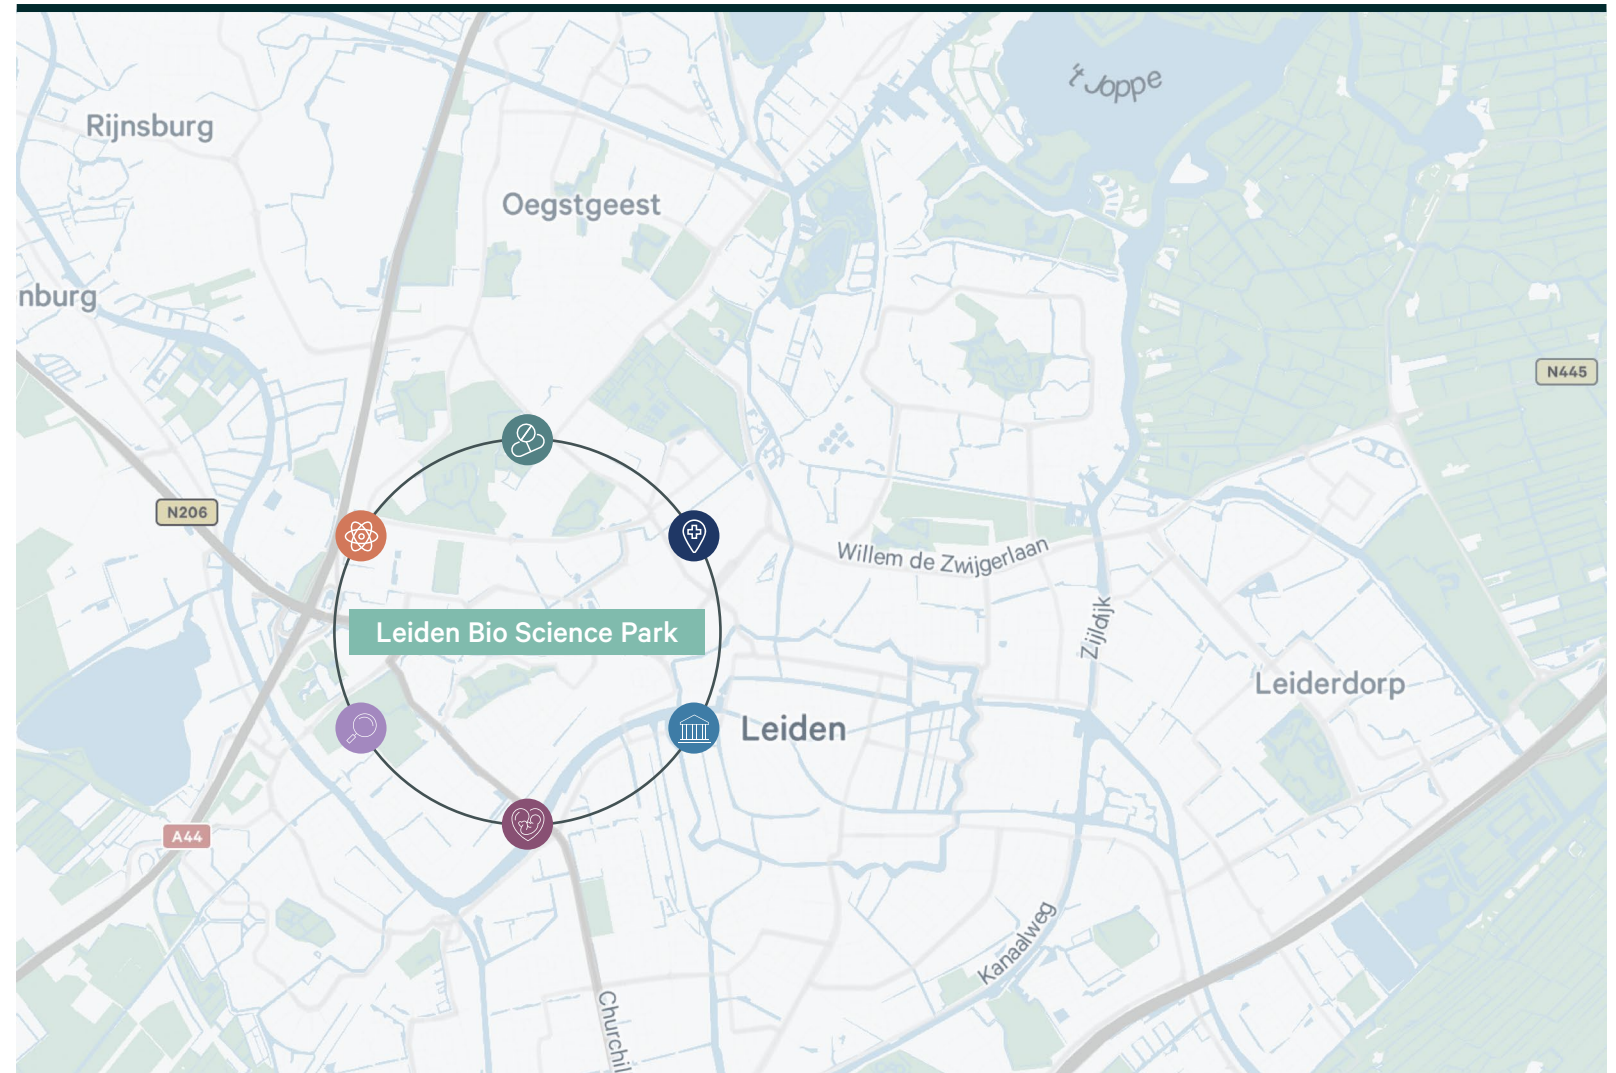 't Joppe
Rijnsburg
Oegstgeest
nburg
N445
N206
Willem de Zwijgerlaan
Zijldijk
Leiden Bio Science Park
Leiderdorp
Leiden
A44
Kanaalweg
Churchil